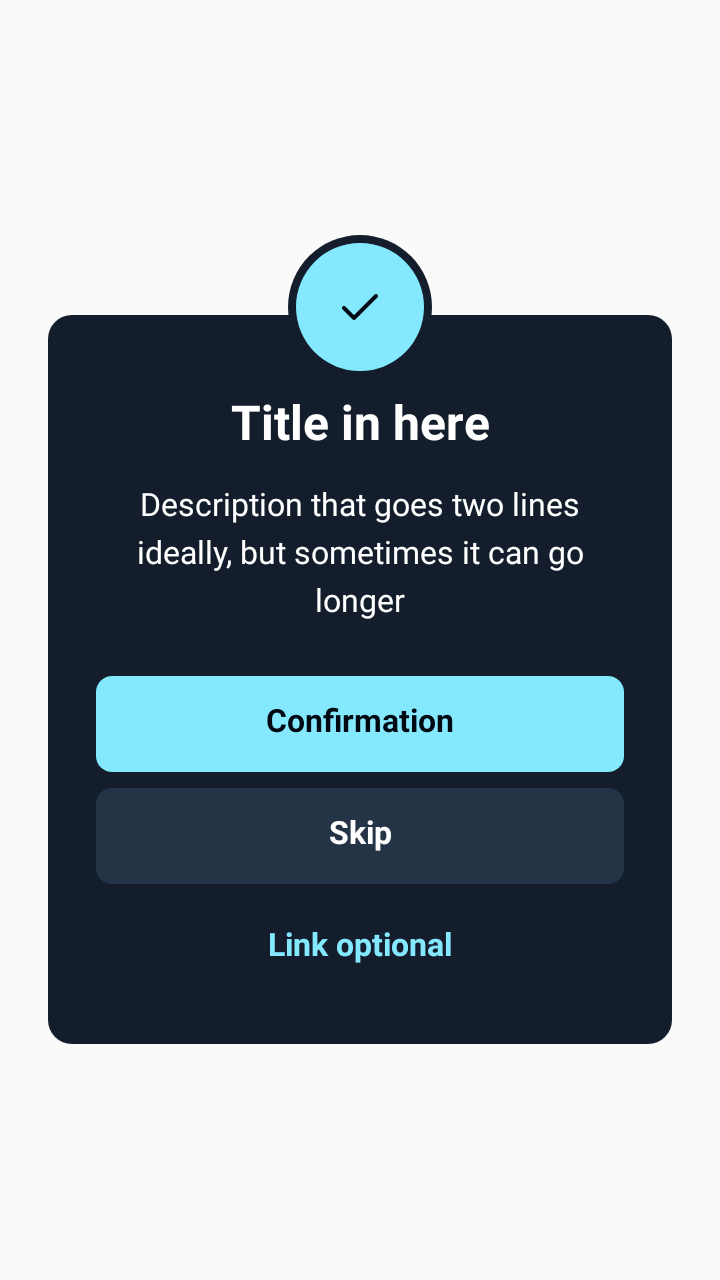 Title in here
Description that goes two lines
ideally, but sometimes it can go
longer
Confirmation
Skip
Link optional